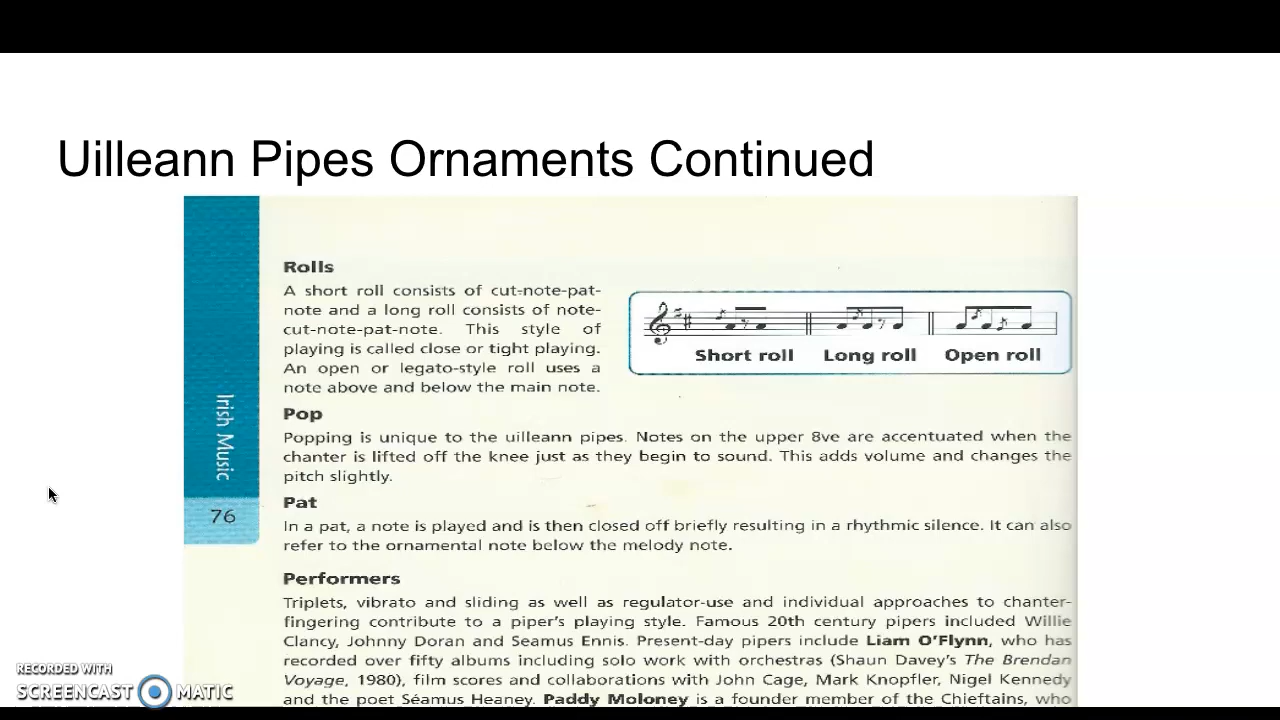 Uilleann Pipes Ornaments Continued
Rolls
A short roll consists of cut-note-pat-
note and a long roll consists of note-
cut-note-pat-note. This style of
playing is called close or tight playing.
An open or legato-style roll uses a
note above and below the main note.
Short roll Long roll Open roll
Pop
Popping is unique to the uilleann pipes. Notes on the upper 8ve are accentuated when the
chanter is lifted off the knee just as they begin to sound. This adds volume and changes the
pitch slightly.
Pat
In a pat, a note is played and is then closed off briefly resulting in a rhythmic silence. It can also
refer to the ornamental note below the melody note.
Performers
Triplets, vibrato and sliding as well as regulator-use and individual approaches to chanter-
fingering contribute to a piper's playing style. Famous 20th century pipers included Willie
Clancy, Johnny Doran and Seamus Ennis. Present-day pipers include Liam O'Flynn, who has
recorded over fifty albums including solo work with orchestras (Shaun Davey's The Brendan
Voyage, 1980), film scores and collaborations with John Cage, Mark Knopfler, Nigel Kennedy
and the poet Séamus Heaney. Paddy Moloney is a founder member of the Chieftains, who
Irish Music
76
RECORDED WITH
SCREENCAST MATIC